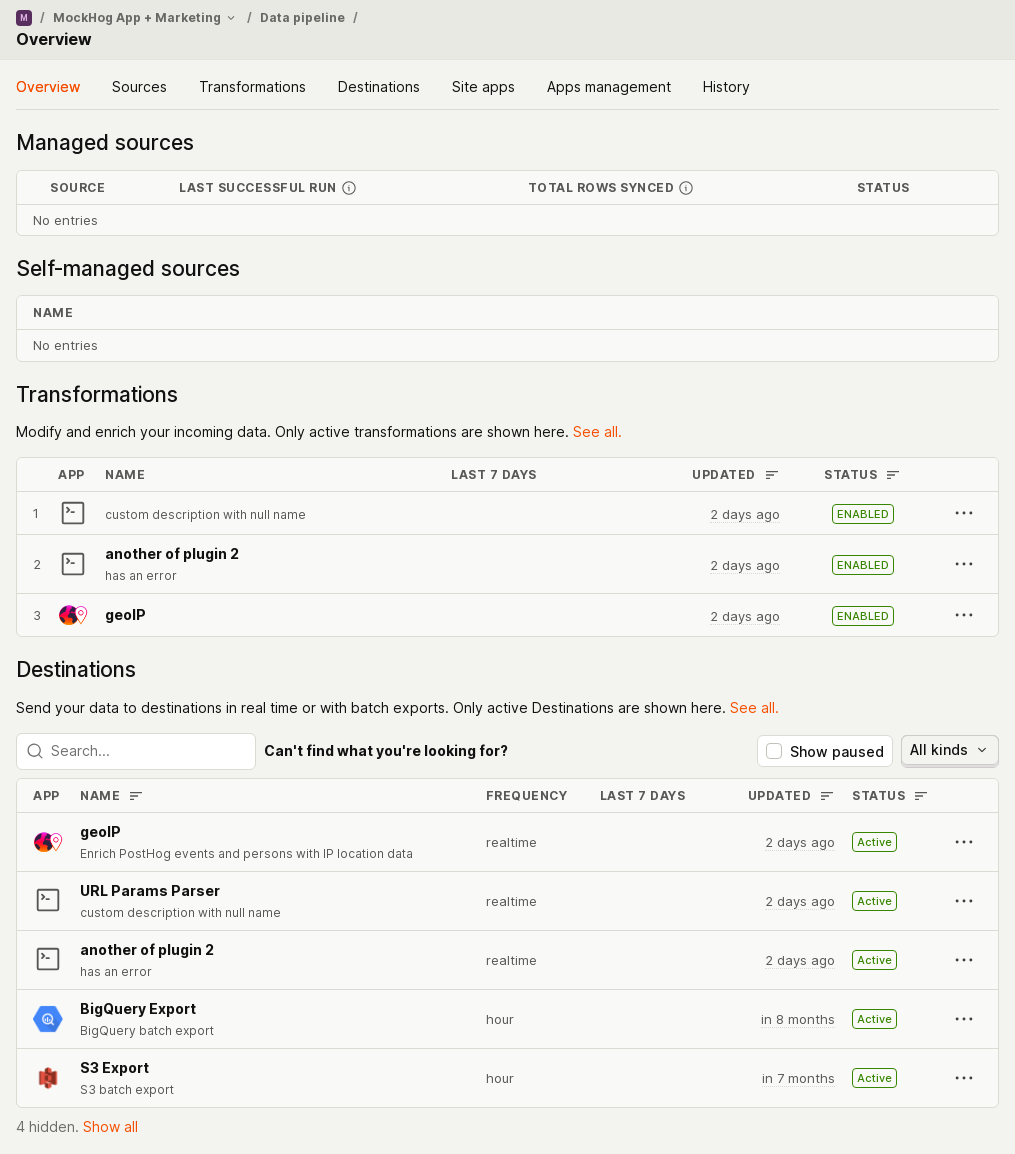 M / MockHog App + Marketing / Data pipeline /
Overview
Overview Sources Transformations Destinations Site apps Apps management History
Managed sources
SOURCE LAST SUCCESSFUL RUN TOTAL ROWS SYNCED STATUS
No entries
Self-managed sources
NAME
No entries
Transformations
Modify and enrich your incoming data. Only active transformations are shown here. See all.
APP NAME LAST 7 DAYS UPDATED STATUS
1 custom description with null name 2 days ago ENABLED
another of plugin 2
2 has an error 2 days ago ENABLED
3 geoIP 2 days ago ENABLED
Destinations
Send your data to destinations in real time or with batch exports. Only active Destinations are shown here. See all.
Search... Can't find what you're looking for? Show paused All kinds
APP NAME FREQUENCY LAST 7 DAYS UPDATED STATUS
geoIP
Enrich PostHog events and persons with IP location data realtime 2 days ago Active
URL Params Parser
custom description with null name realtime 2 days ago Active
another of plugin 2
has an error realtime 2 days ago Active
BigQuery Export
BigQuery batch export hour in 8 months Active
S3 Export
S3 batch export hour in 7 months Active
4 hidden. Show all